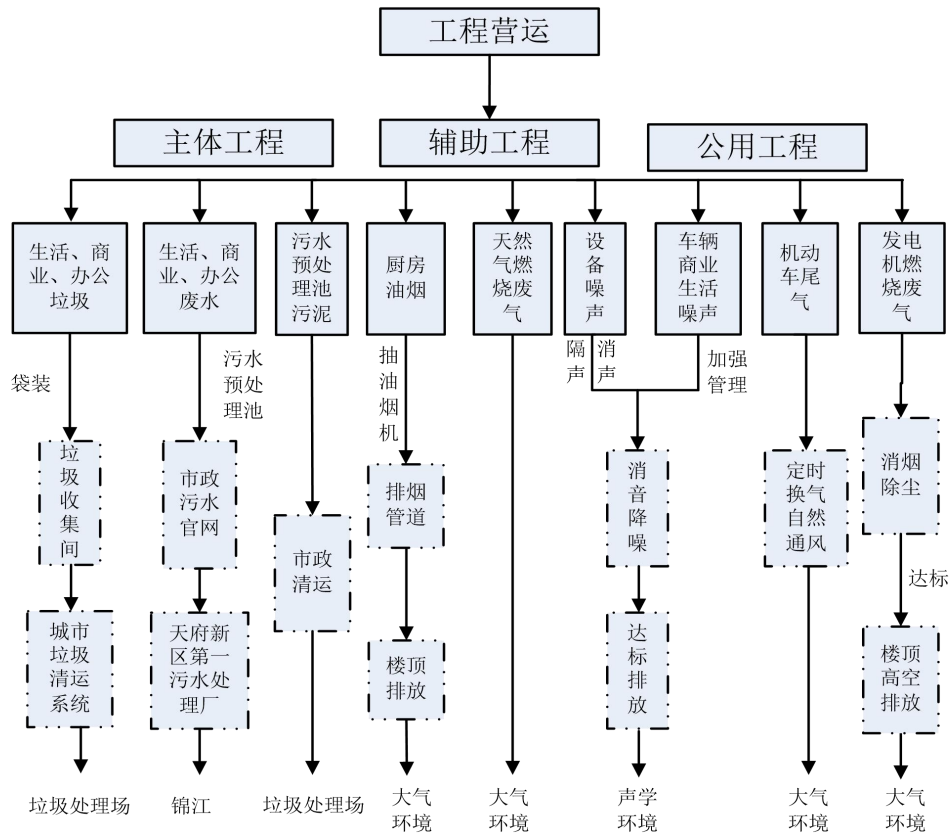 工程营运
主体工程
辅助工程
公用工程
生活、商
业、办公
垃圾
生活、商
业、办公
废水
污水
预处
理池
污泥
厨房
油烟
天然
气燃
烧废
气
设
备
噪
声
车辆
商业
生活
噪声
机动
车尾
气
发电
机燃
烧废
气
袋装
污水
预处
理池
抽
油
烟
机
隔
声
消
声
加强
管理
垃
圾
收
集
间
市政
污水
官网
市政
清运
排烟
管道
消
音
降
噪
定时
换气
自然
通风
消烟
除尘
达标
城市
垃圾
清运
系统
天府新
区第一
污水处
理厂
楼顶
排放
达
标
排
放
楼顶
高空
排放
垃圾处理场
锦江
垃圾处理场
大气
环境
大气
环境
声学
环境
大气
环境
大气
环境